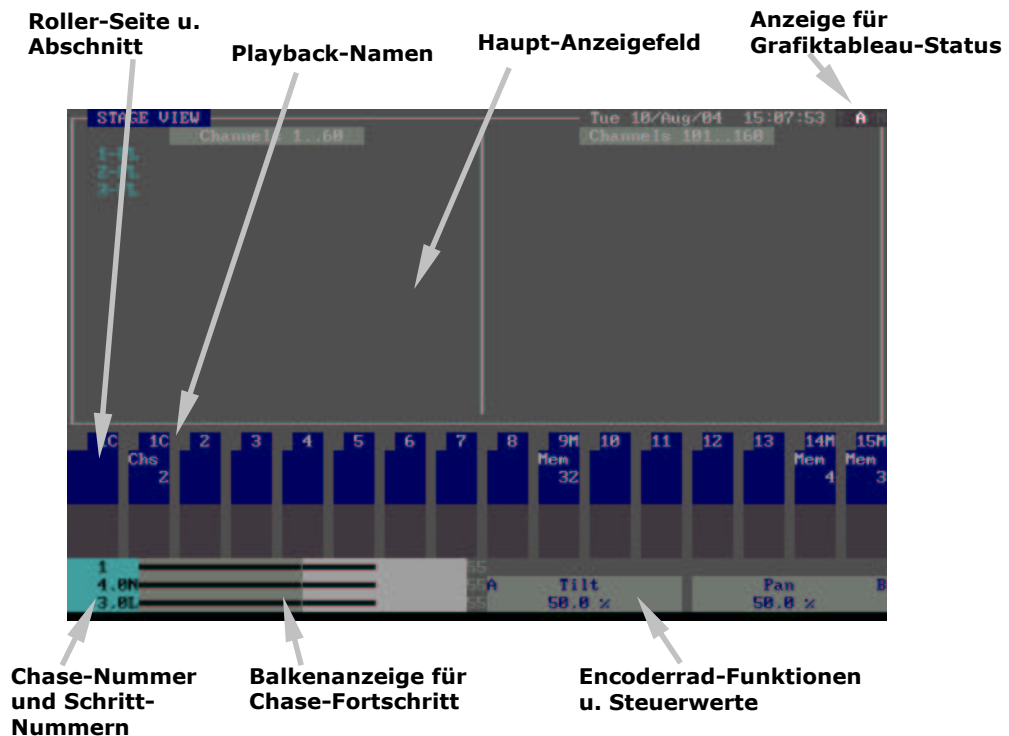 Roller-Seite u.
Abschnitt
Playback-Namen
Haupt-Anzeigefeld
Anzeige für
Grafiktableau-Status
STAGE VIEW
Tue 10/Aug/04 15:07:53 A
Channels 1..60
Channels 101..160
1C 1C 2 3 4 5 6 7 8 9M 10 11 12 13 14M 15M
Chs Mem Mem Mem
2 32 4 3
1
4.0N A Tilt Pan B
3.0L 50.0 % 50.0 %
Chase-Nummer
und Schritt-
Nummern
Balkenanzeige für
Chase-Fortschritt
Encoderrad-Funktionen
u. Steuerwerte